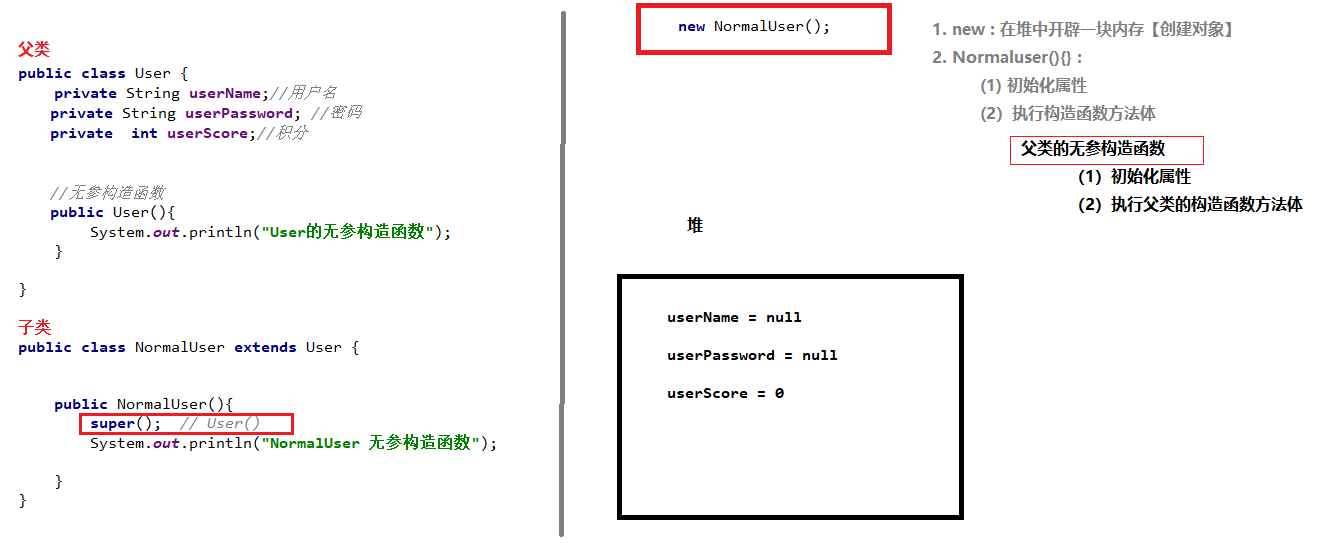 父类
public class User {
private String userName;//用户名
private String userPassword; //密码
private int userScore;//积分
//无参构造函数
public User(){
System.out.println("User的无参构造函数");
}
}
子类
public class NormalUser extends User {
public NormalUser(){
super(); // User()
System.out.println("NormalUser 无参构造函数");
}
}
new NormalUser();
1. new : 在堆中开辟一块内存【创建对象】
2. Normaluser(){} :
(1) 初始化属性
(2) 执行构造函数方法体
父类的无参构造函数
(1) 初始化属性
(2) 执行父类的构造函数方法体
堆
userName = null
userPassword = null
userScore = 0